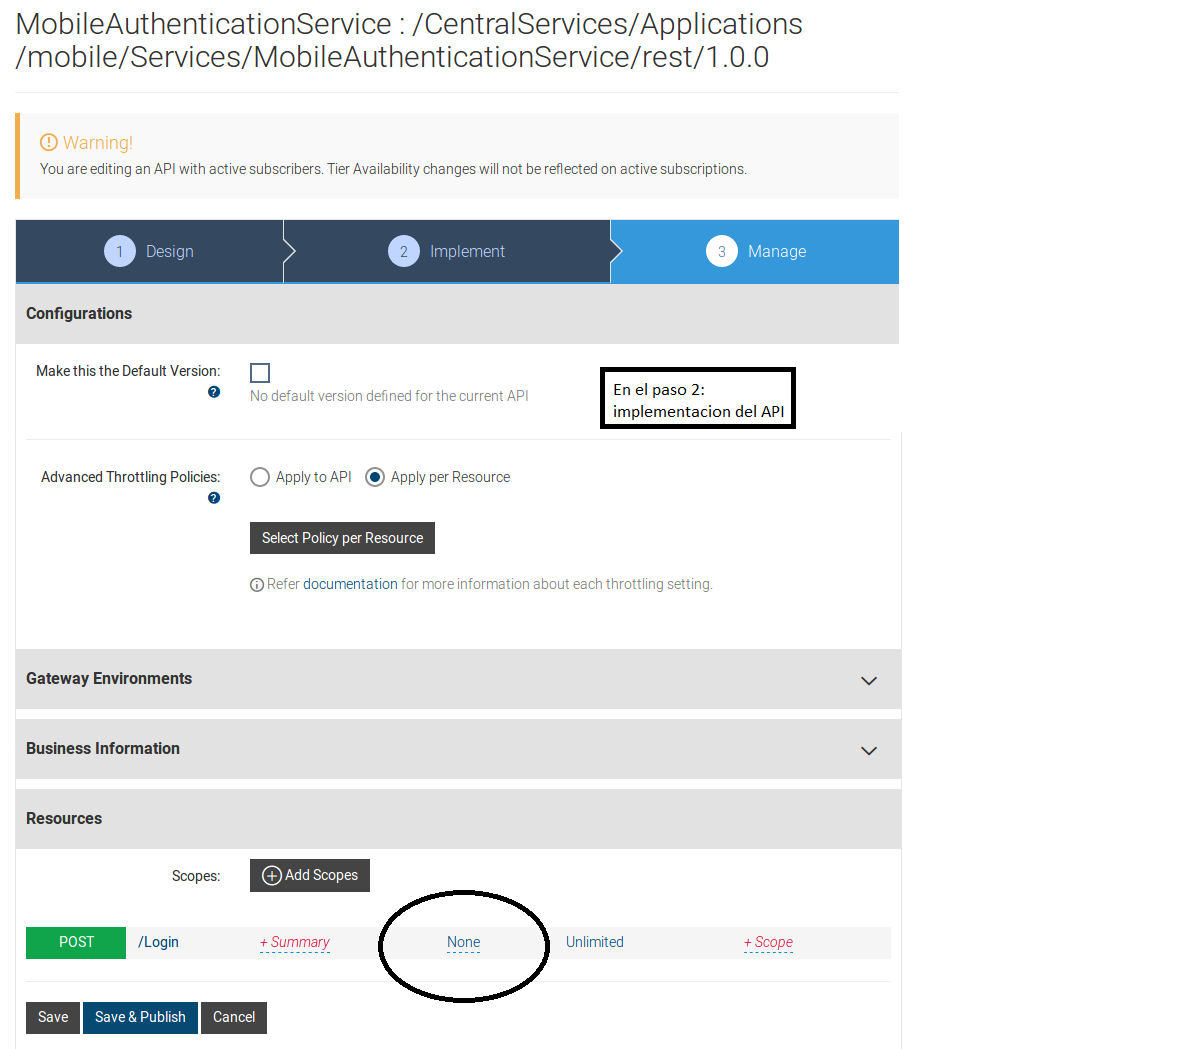 MobileAuthenticationService : /CentralServices/Applications
/mobile/Services/MobileAuthenticationService/rest/1.0.0
Warning!
You are editing an API with active subscribers. Tier Availability changes will not be reflected on active subscriptions.
1 Design
2 Implement
3 Manage
Configurations
Make this the Default Version:
?
No default version defined for the current API
En el paso 2:
implementacion del API
Advanced Throttling Policies:
?
Apply to API
Apply per Resource
Select Policy per Resource
Refer documentation for more information about each throttling setting.
Gateway Environments
Business Information
Resources
Scopes:
Add Scopes
POST /Login + Summary None Unlimited + Scope
Save Save & Publish Cancel